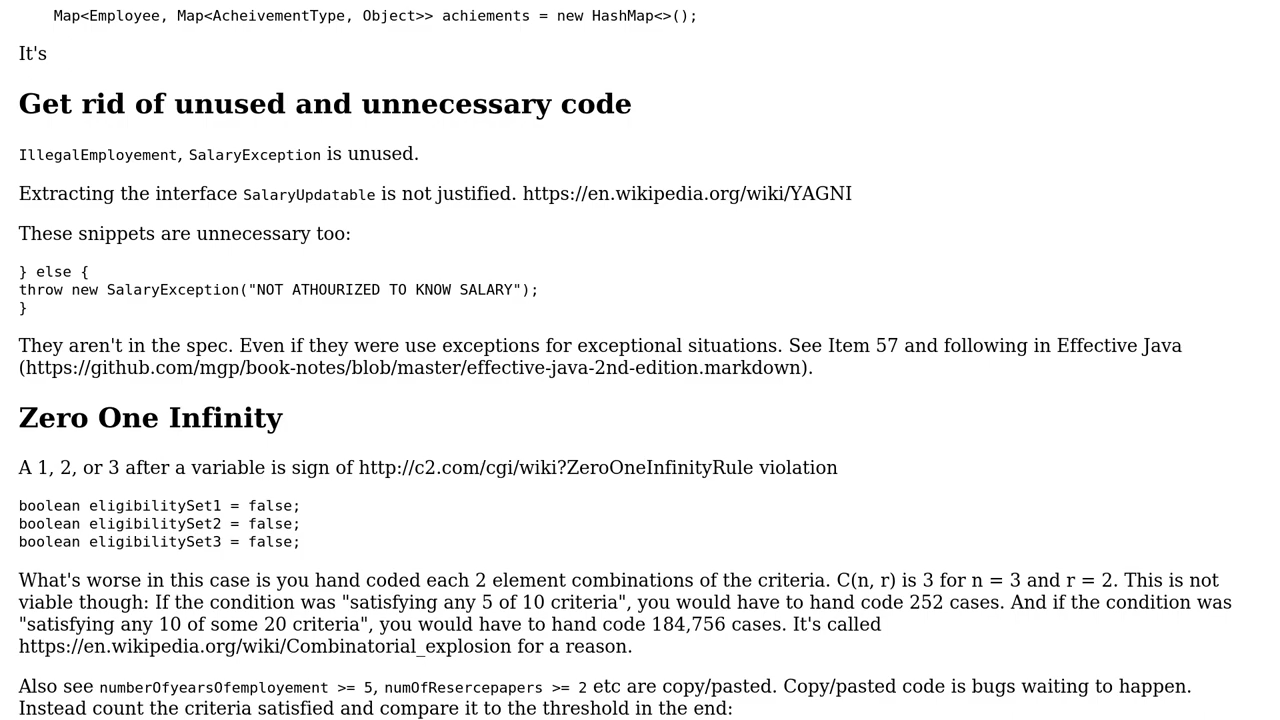 Map<Employee, Map<AcheivementType, Object>> achiements = new HashMap<>();
It's
Get rid of unused and unnecessary code
IllegalEmployement, SalaryException is unused.
Extracting the interface SalaryUpdatable is not justified. https://en.wikipedia.org/wiki/YAGNI
These snippets are unnecessary too:
} else {
throw new SalaryException("NOT ATHOURIZED TO KNOW SALARY");
}
They aren't in the spec. Even if they were use exceptions for exceptional situations. See Item 57 and following in Effective Java
(https://github.com/mgp/book-notes/blob/master/effective-java-2nd-edition.markdown).
Zero One Infinity
A 1, 2, or 3 after a variable is sign of http://c2.com/cgi/wiki?ZeroOneInfinityRule violation
boolean eligibilitySet1 = false;
boolean eligibilitySet2 = false;
boolean eligibilitySet3 = false;
What's worse in this case is you hand coded each 2 element combinations of the criteria. C(n, r) is 3 for n = 3 and r = 2. This is not
viable though: If the condition was "satisfying any 5 of 10 criteria", you would have to hand code 252 cases. And if the condition was
"satisfying any 10 of some 20 criteria", you would have to hand code 184,756 cases. It's called
https://en.wikipedia.org/wiki/Combinatorial_explosion for a reason.
Also see numberOfyearsOfemployement >= 5, numOfResercepapers >= 2 etc are copy/pasted. Copy/pasted code is bugs waiting to happen.
Instead count the criteria satisfied and compare it to the threshold in the end: